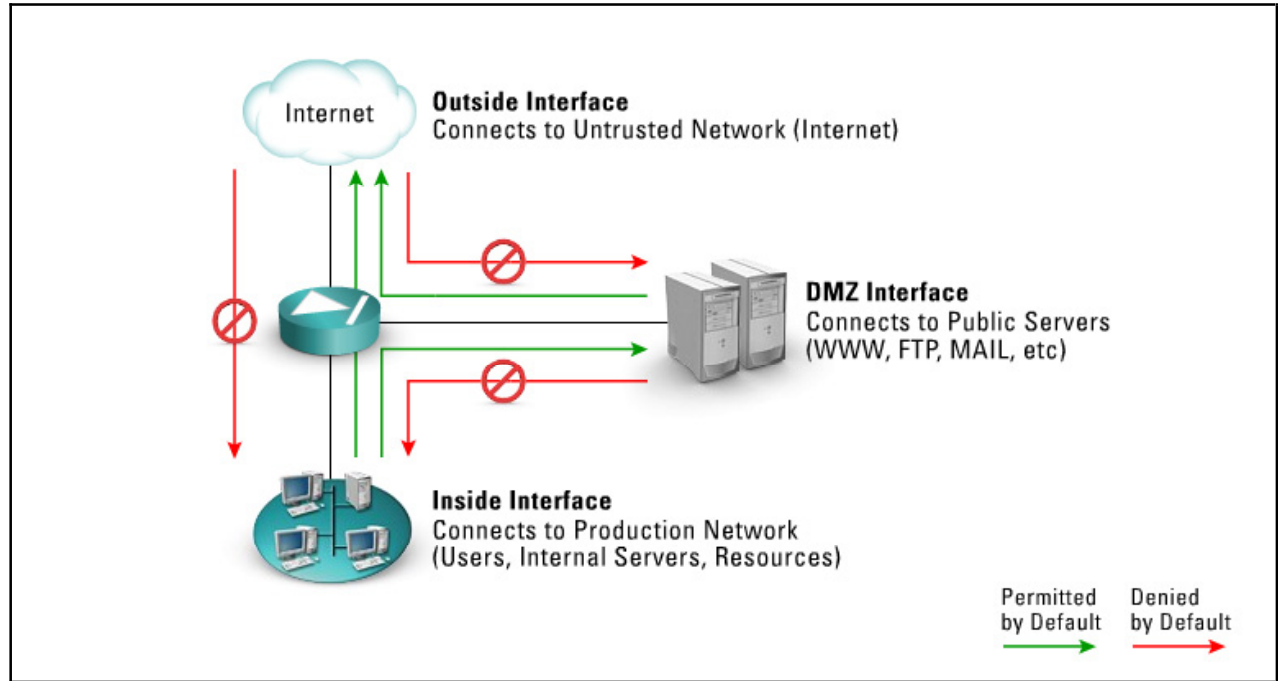 Internet
Outside Interface
Connects to Untrusted Network (Internet)
DMZ Interface
Connects to Public Servers
(WWW, FTP, MAIL, etc)
Inside Interface
Connects to Production Network
(Users, Internal Servers, Resources)
Permitted
by Default
Denied
by Default